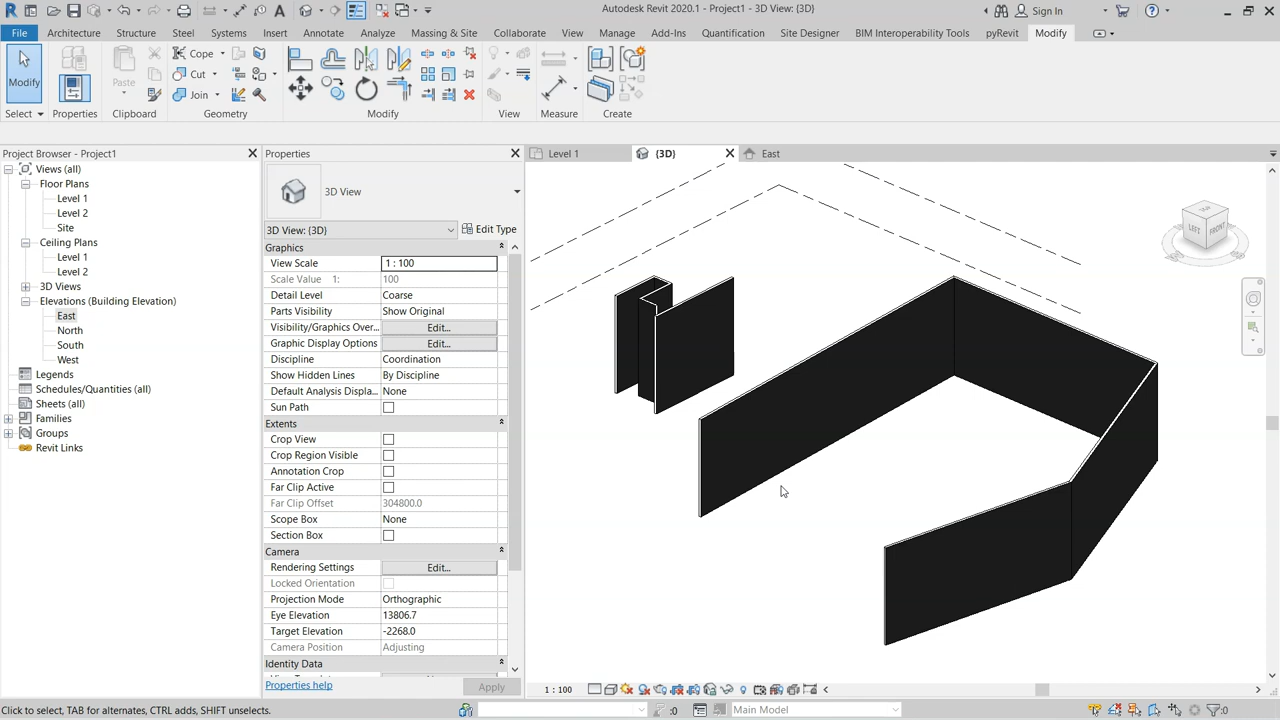 Autodesk Revit 2020.1 - Project1 - 3D View: {3D}
Sign In
File Architecture Structure Steel Systems Insert Annotate Analyze Massing & Site Collaborate View Manage Add-Ins Quantification Site Designer BIM Interoperability Tools pyRevit Modify
Modify
Paste
Cope
Cut
Join
Select Properties Clipboard Geometry Modify View Measure Create
Project Browser - Project1
Views (all)
Floor Plans
Level 1
Level 2
Site
Ceiling Plans
Level 1
Level 2
3D Views
Elevations (Building Elevation)
East
North
South
West
Legends
Schedules/Quantities (all)
Sheets (all)
Families
Groups
Revit Links
Properties
3D View
3D View: {3D} Edit Type
Graphics
View Scale 1 : 100
Scale Value 1: 100
Detail Level Coarse
Parts Visibility Show Original
Visibility/Graphics Over... Edit...
Graphic Display Options Edit...
Discipline Coordination
Show Hidden Lines By Discipline
Default Analysis Displa... None
Sun Path
Extents
Crop View
Crop Region Visible
Annotation Crop
Far Clip Active
Far Clip Offset 304800.0
Scope Box None
Section Box
Camera
Rendering Settings Edit...
Locked Orientation
Projection Mode Orthographic
Eye Elevation 13806.7
Target Elevation -2268.0
Camera Position Adjusting
Identity Data
Properties help Apply
Level 1 {3D} East
LEFT FRONT
1 : 100
Click to select, TAB for alternates, CTRL adds, SHIFT unselects. :0 Main Model :0